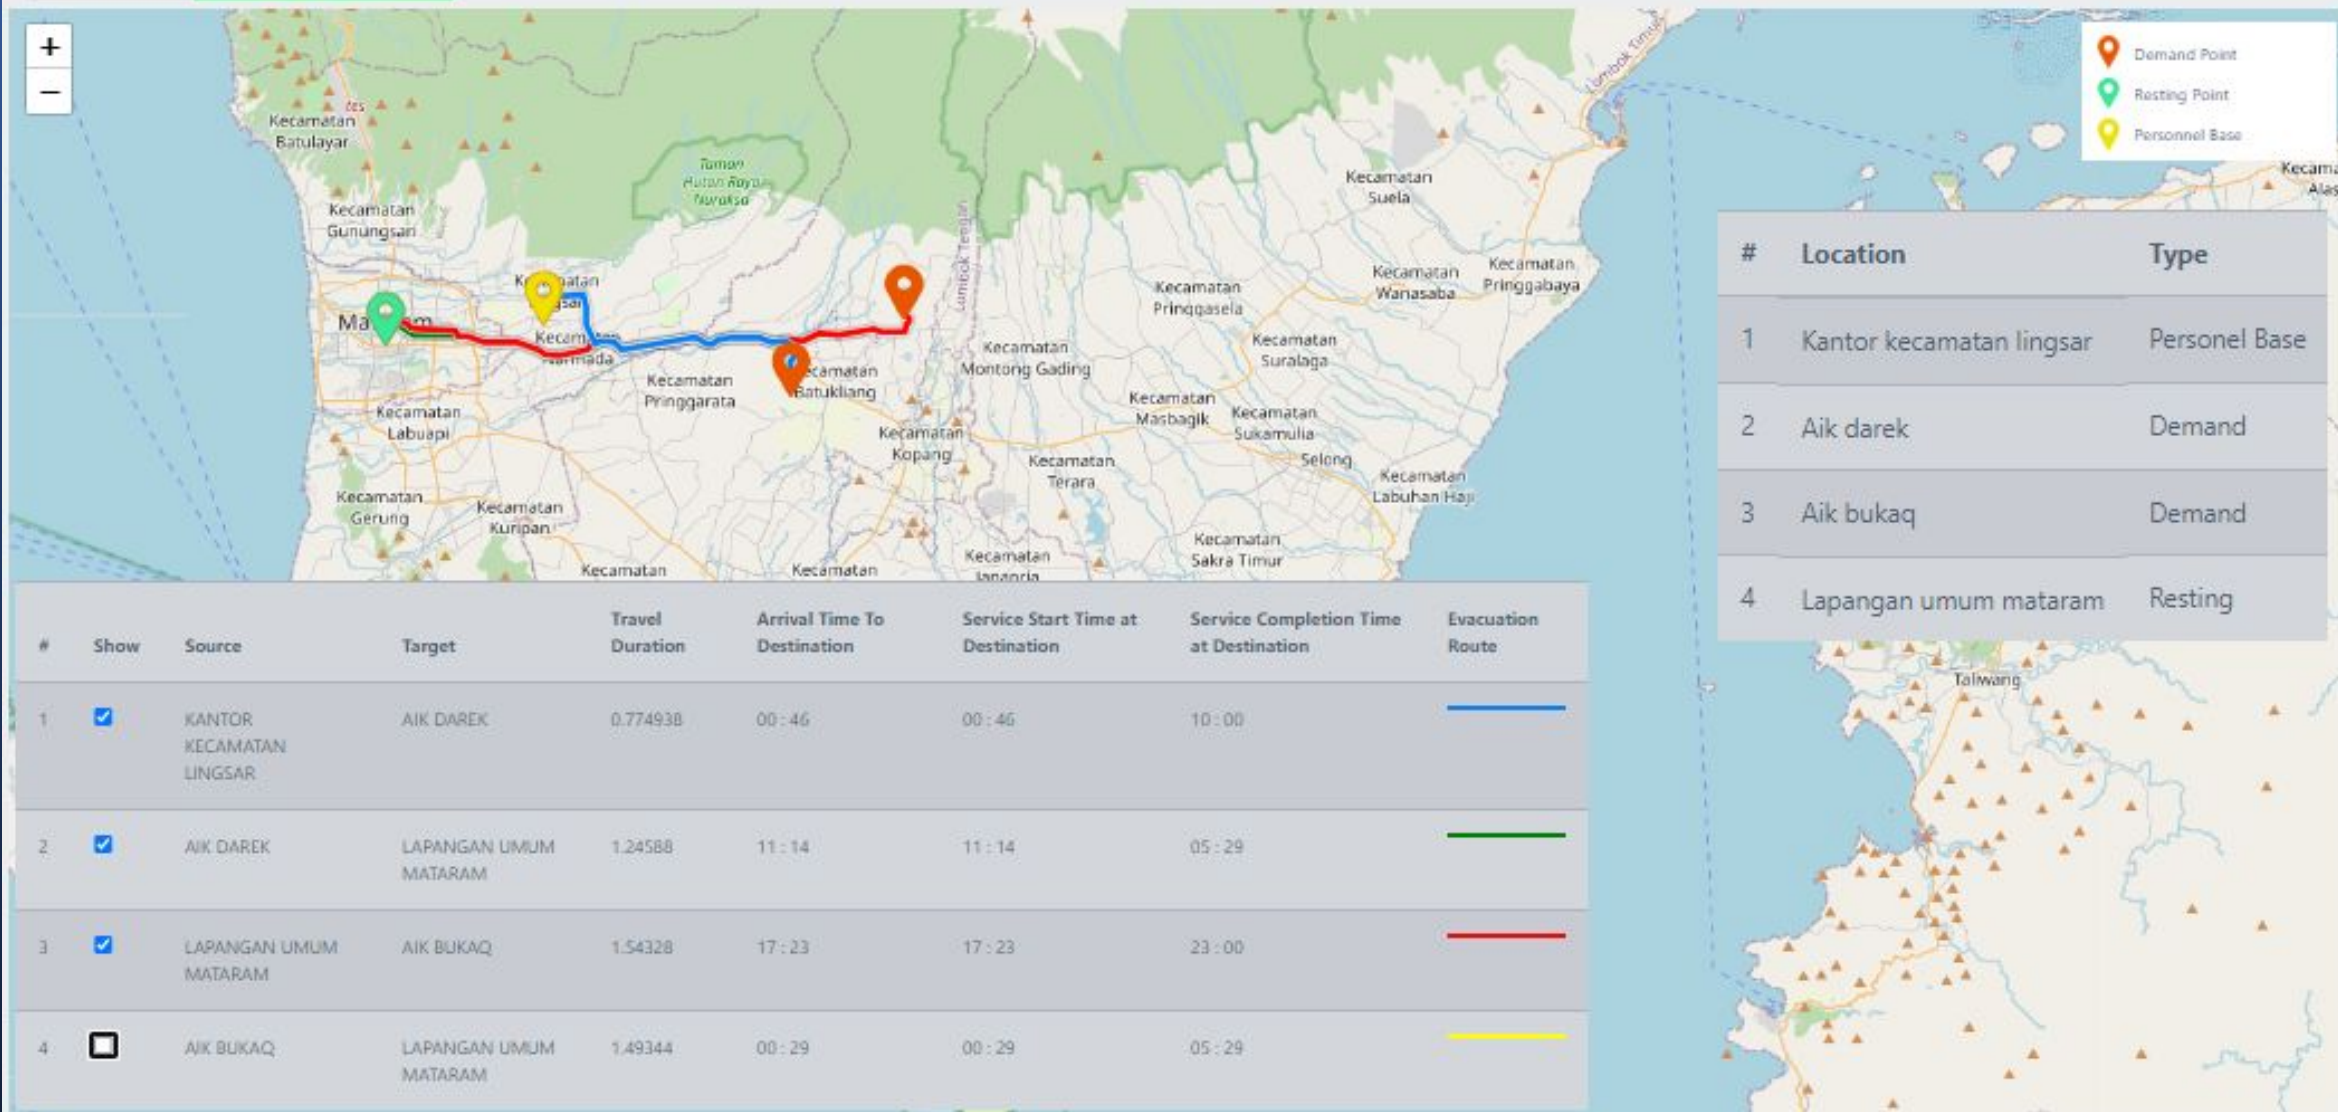 +
−
Demand Point
Resting Point
Personnel Base
Lombok Timur
tes
Kecamatan
Batulayar
Taman
Hutan Raya
Nuraksa
Kecamatan
Suela
Kecamatan
Gunungsari
Lombok Tengah
Kecamatan
Wanasaba
Kecamatan
Pringgabaya
Kecamatan
Pringgasela
Kecamatan
Suralaga
Kecamatan
Montong Gading
Kecamatan
Pringgarata
Batukliang
Kecamatan
Masbagik
Kecamatan
Sukamulia
Kecamatan
Labuapi
Kecamatan
Kopang
Kecamatan
Terara
Selong
Kecamatan
Labuhan Haji
Kecamatan
Gerung
Kecamatan
Kuripan
Kecamatan
Sakra Timur
Kecamatan
Kecamatan
Kecamatan
Taliwang
# Location Type
1 Kantor kecamatan lingsar Personel Base
2 Aik darek Demand
3 Aik bukaq Demand
4 Lapangan umum mataram Resting
# Show Source Target Travel Duration Arrival Time To Destination Service Start Time at Destination Service Completion Time at Destination Evacuation Route
1 KANTOR KECAMATAN LINGSAR AIK DAREK 0.774938 00 : 46 00 : 46 10 : 00
2 AIK DAREK LAPANGAN UMUM MATARAM 1.24588 11 : 14 11 : 14 05 : 29
3 LAPANGAN UMUM MATARAM AIK BUKAQ 1.54328 17 : 23 17 : 23 23 : 00
4 AIK BUKAQ LAPANGAN UMUM MATARAM 1.49344 00 : 29 00 : 29 05 : 29